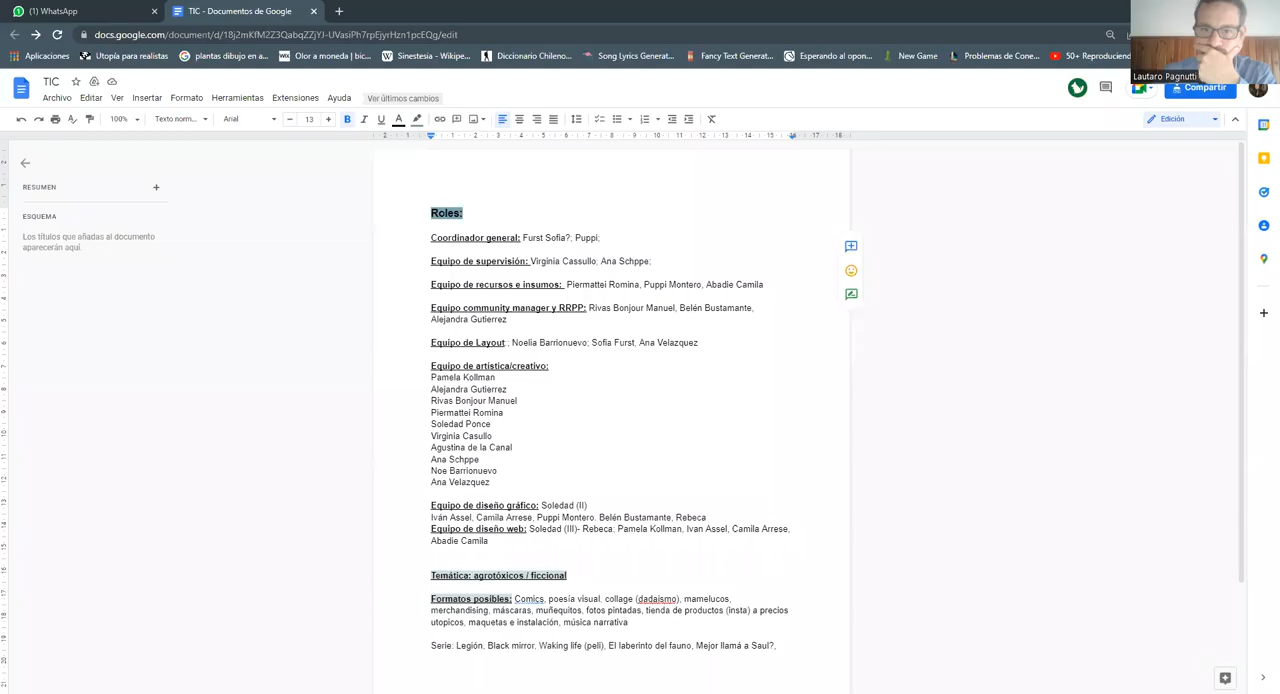 (1) WhatsApp
TIC - Documentos de Google
docs.google.com/document/d/18j2mKfM2Z3QabqZZjYJ-UVasiPh7rpEjyrHzn1pcEQg/edit
Aplicaciones
Utopía para realistas
plantas dibujo en a...
Olor a moneda | bic...
Sinestesia - Wikipe...
Diccionario Chileno...
Song Lyrics Generat...
Fancy Text Generat...
Esperando al opon...
New Game
Problemas de Cone...
50+ Reproduciend
Lautaro Pagnutti
TIC
Archivo Editar Ver Insertar Formato Herramientas Extensiones Ayuda Ver últimos cambios
Compartir
100% Texto norm... Arial 13
Edición
RESUMEN
ESQUEMA
Los títulos que añadas al documento
aparecerán aquí.
Roles:
Coordinador general: Furst Sofia?; Puppi;
Equipo de supervisión: Virginia Cassullo; Ana Schppe;
Equipo de recursos e insumos: Piermattei Romina, Puppi Montero, Abadie Camila
Equipo community manager y RRPP: Rivas Bonjour Manuel, Belén Bustamante,
Alejandra Gutierrez
Equipo de Layout:; Noelia Barrionuevo; Sofia Furst, Ana Velazquez
Equipo de artística/creativo:
Pamela Kollman
Alejandra Gutierrez
Rivas Bonjour Manuel
Piermattei Romina
Soledad Ponce
Virginia Casullo
Agustina de la Canal
Ana Schppe
Noe Barrionuevo
Ana Velazquez
Equipo de diseño gráfico: Soledad (II)
Iván Assel, Camila Arrese, Puppi Montero. Belén Bustamante, Rebeca
Equipo de diseño web: Soledad (III)- Rebeca; Pamela Kollman, Ivan Assel, Camila Arrese,
Abadie Camila
Temática: agrotóxicos / ficcional
Formatos posibles: Comics, poesía visual, collage (dadaismo), mamelucos,
merchandising, máscaras, muñequitos, fotos pintadas, tienda de productos (insta) a precios
utopicos, maquetas e instalación, música narrativa
Serie: Legión, Black mirror, Waking life (peli), El laberinto del fauno, Mejor llamá a Saul?,